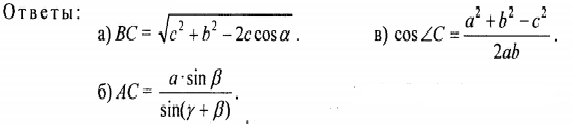 Ответы:
а) BC = √(c² + b² − 2c cos α) .
в) cos∠C = (a² + b² − c²) / 2ab .
б) AC = (a · sin β) / sin(γ + β) .